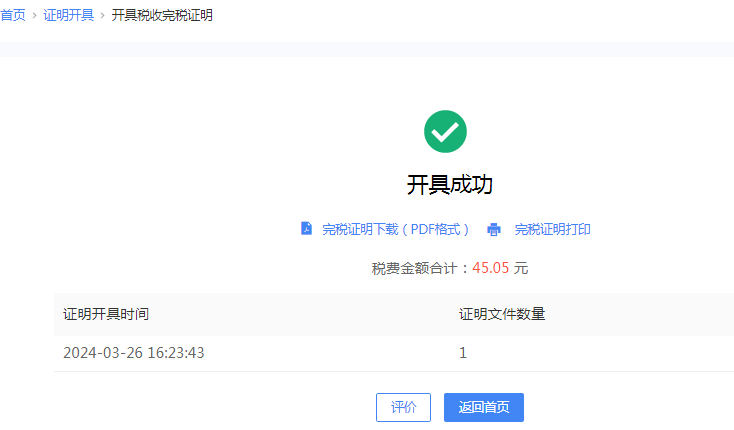 首页 > 证明开具 > 开具税收完税证明
开具成功
完税证明下载（PDF格式） 完税证明打印
税费金额合计：45.05 元
证明开具时间 证明文件数量
2024-03-26 16:23:43 1
评价 返回首页